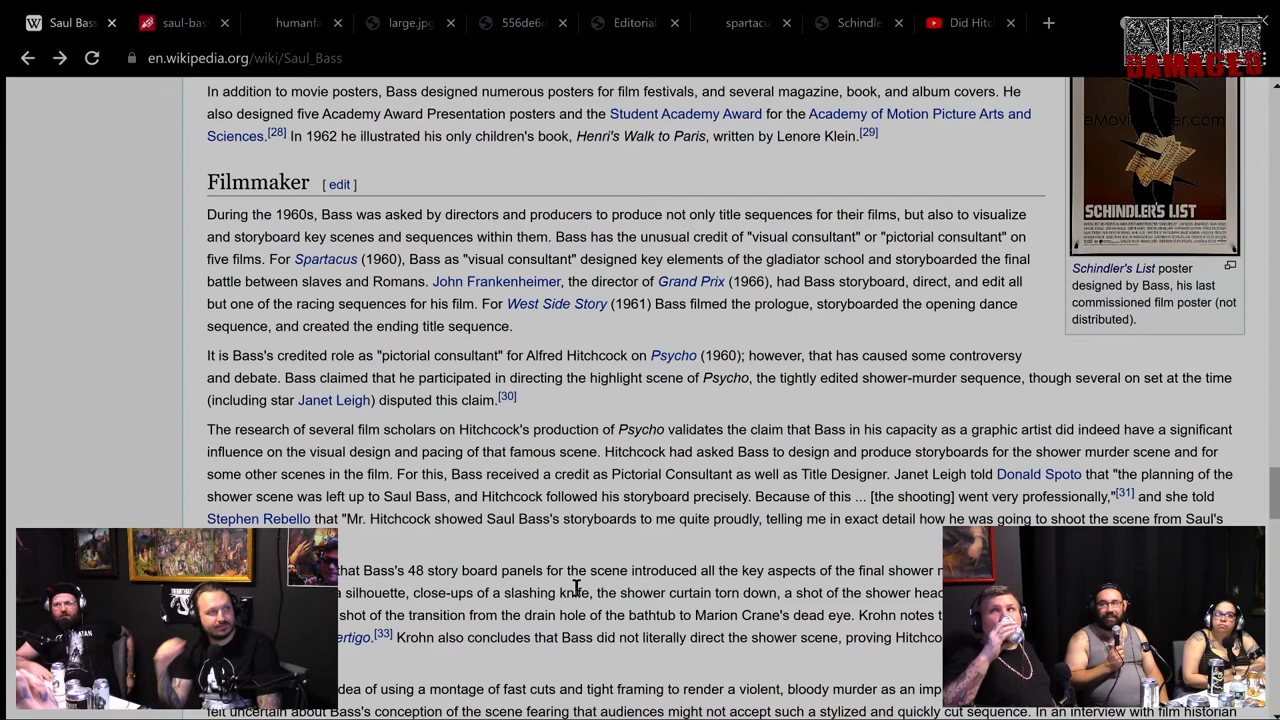 Saul Bass
saul-bas
humanfa
large.jpg
556de6d
Editorial
spartacu
Schindle
Did Hitch
ART
DAMAGED
en.wikipedia.org/wiki/Saul_Bass
In addition to movie posters, Bass designed numerous posters for film festivals, and several magazine, book, and album covers. He
also designed five Academy Award Presentation posters and the Student Academy Award for the Academy of Motion Picture Arts and
Sciences.[28] In 1962 he illustrated his only children's book, Henri's Walk to Paris, written by Lenore Klein.[29]
Filmmaker [ edit ]
During the 1960s, Bass was asked by directors and producers to produce not only title sequences for their films, but also to visualize
and storyboard key scenes and sequences within them. Bass has the unusual credit of "visual consultant" or "pictorial consultant" on
five films. For Spartacus (1960), Bass as "visual consultant" designed key elements of the gladiator school and storyboarded the final
battle between slaves and Romans. John Frankenheimer, the director of Grand Prix (1966), had Bass storyboard, direct, and edit all
but one of the racing sequences for his film. For West Side Story (1961) Bass filmed the prologue, storyboarded the opening dance
sequence, and created the ending title sequence.
SCHINDLER'S LIST
Schindler's List poster
designed by Bass, his last
commissioned film poster (not
distributed).
It is Bass's credited role as "pictorial consultant" for Alfred Hitchcock on Psycho (1960); however, that has caused some controversy
and debate. Bass claimed that he participated in directing the highlight scene of Psycho, the tightly edited shower-murder sequence, though several on set at the time
(including star Janet Leigh) disputed this claim.[30]
The research of several film scholars on Hitchcock's production of Psycho validates the claim that Bass in his capacity as a graphic artist did indeed have a significant
influence on the visual design and pacing of that famous scene. Hitchcock had asked Bass to design and produce storyboards for the shower murder scene and for
some other scenes in the film. For this, Bass received a credit as Pictorial Consultant as well as Title Designer. Janet Leigh told Donald Spoto that "the planning of the
shower scene was left up to Saul Bass, and Hitchcock followed his storyboard precisely. Because of this ... [the shooting] went very professionally,"[31] and she told
Stephen Rebello that "Mr. Hitchcock showed Saul Bass's storyboards to me quite proudly, telling me in exact detail how he was going to shoot the scene from Saul's
that Bass's 48 story board panels for the scene introduced all the key aspects of the final shower
a silhouette, close-ups of a slashing knife, the shower curtain torn down, a shot of the shower head
shot of the transition from the drain hole of the bathtub to Marion Crane's dead eye. Krohn notes
ertigo.[33] Krohn also concludes that Bass did not literally direct the shower scene, proving Hitchco
dea of using a montage of fast cuts and tight framing to render a violent, bloody murder as an imp
felt uncertain about Bass's conception of the scene fearing that audiences might not accept such a stylized and quickly cut sequence. In an interview with film historian